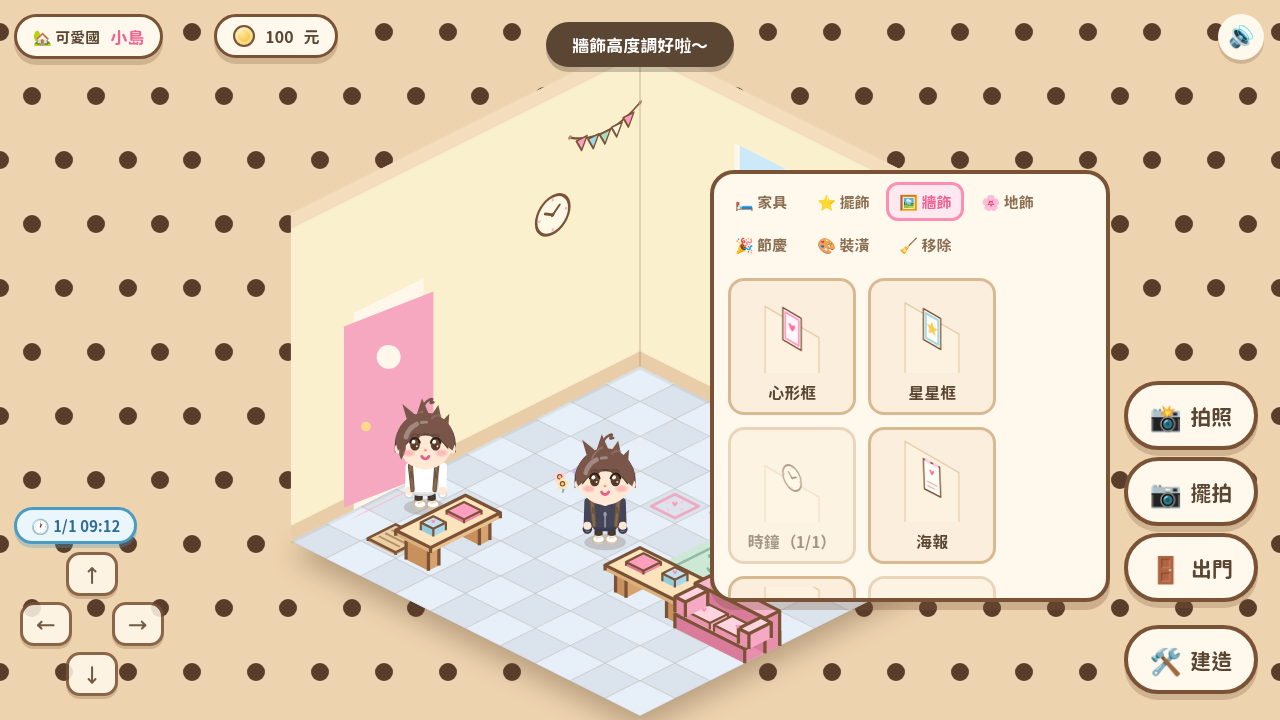 可愛國 小島
100 元
牆飾高度調好啦～
家具 擺飾 牆飾 地飾
節慶 裝潢 移除
心形框 星星框
時鐘（1/1） 海報
拍照
擺拍
出門
建造
1/1 09:12
↑
← →
↓